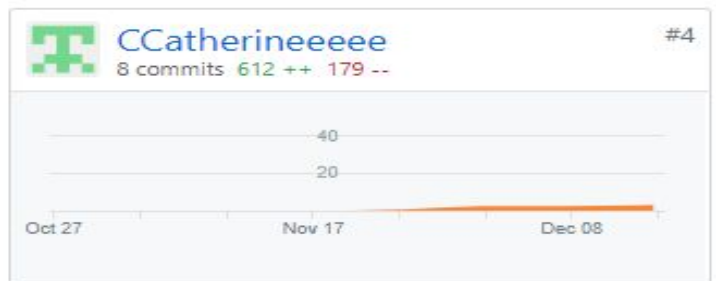 CCatherineeeee #4
8 commits 612 ++ 179 --
40
20
Oct 27 Nov 17 Dec 08